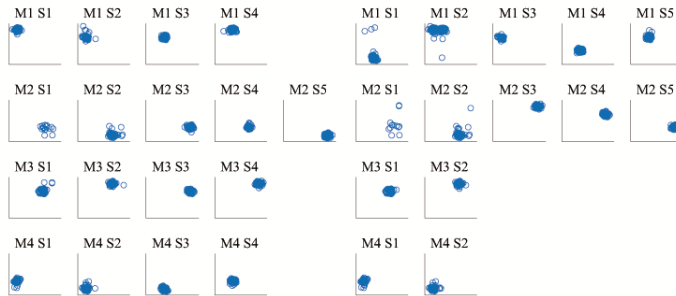 M1 S1 M1 S2 M1 S3 M1 S4 M1 S1 M1 S2 M1 S3 M1 S4 M1 S5
M2 S1 M2 S2 M2 S3 M2 S4 M2 S5 M2 S1 M2 S2 M2 S3 M2 S4 M2 S5
M3 S1 M3 S2 M3 S3 M3 S4 M3 S1 M3 S2
M4 S1 M4 S2 M4 S3 M4 S4 M4 S1 M4 S2